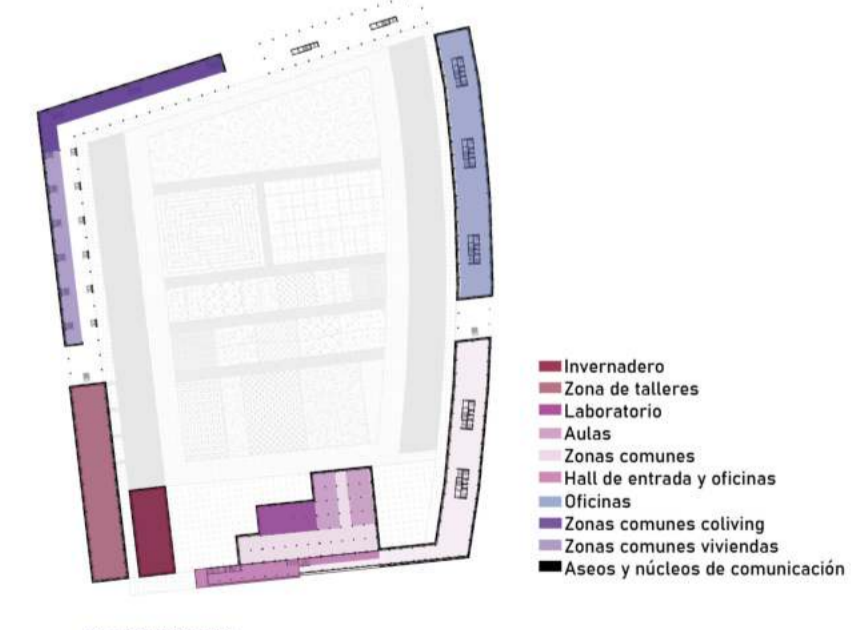 Invernadero
Zona de talleres
Laboratorio
Aulas
Zonas comunes
Hall de entrada y oficinas
Oficinas
Zonas comunes coliving
Zonas comunes viviendas
Aseos y núcleos de comunicación